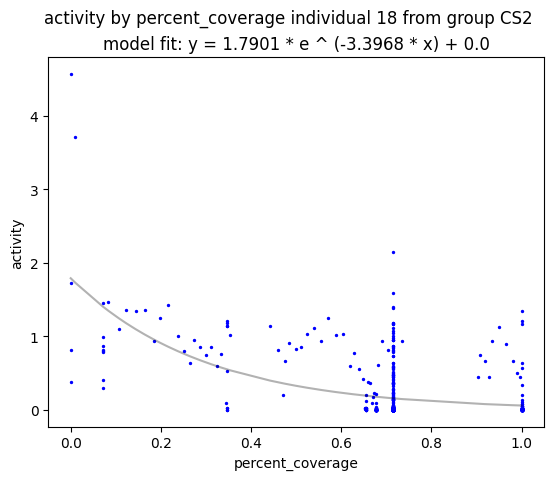 activity by percent_coverage individual 18 from group CS2
model fit: y = 1.7901 * e ^ (-3.3968 * x) + 0.0
4
3
2
1
0
activity
0.0 0.2 0.4 0.6 0.8 1.0
percent_coverage